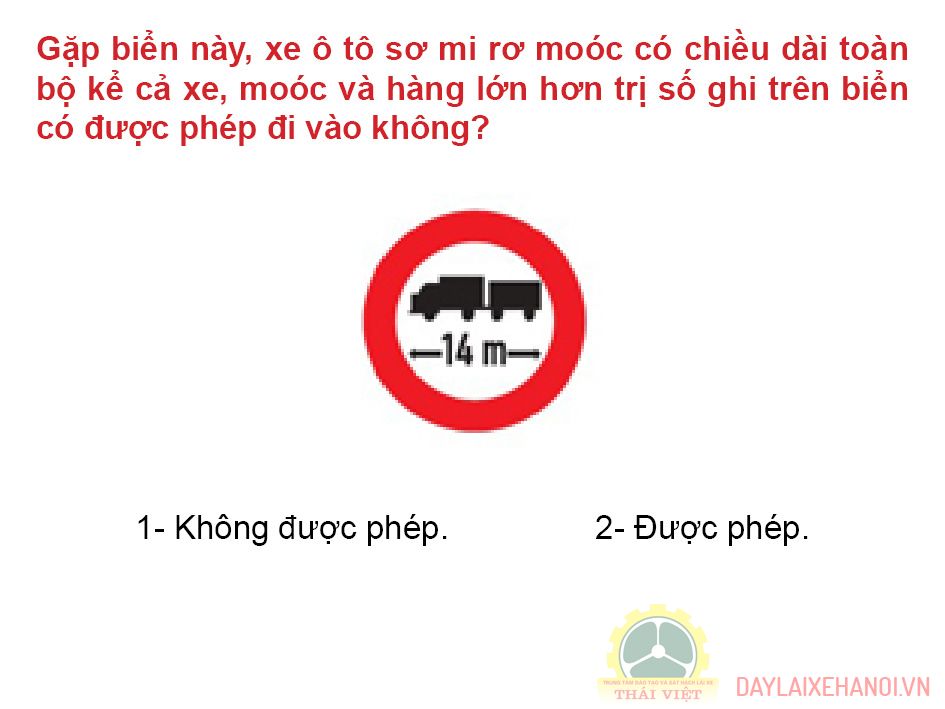 Gặp biển này, xe ô tô sơ mi rơ moóc có chiều dài toàn
bộ kể cả xe, moóc và hàng lớn hơn trị số ghi trên biển
có được phép đi vào không?
14 m
1- Không được phép. 2- Được phép.
TRUNG TÂM ĐÀO TẠO VÀ SÁT HẠCH LÁI XE
THÁI VIỆT
DAYLAIXEHANOI.VN